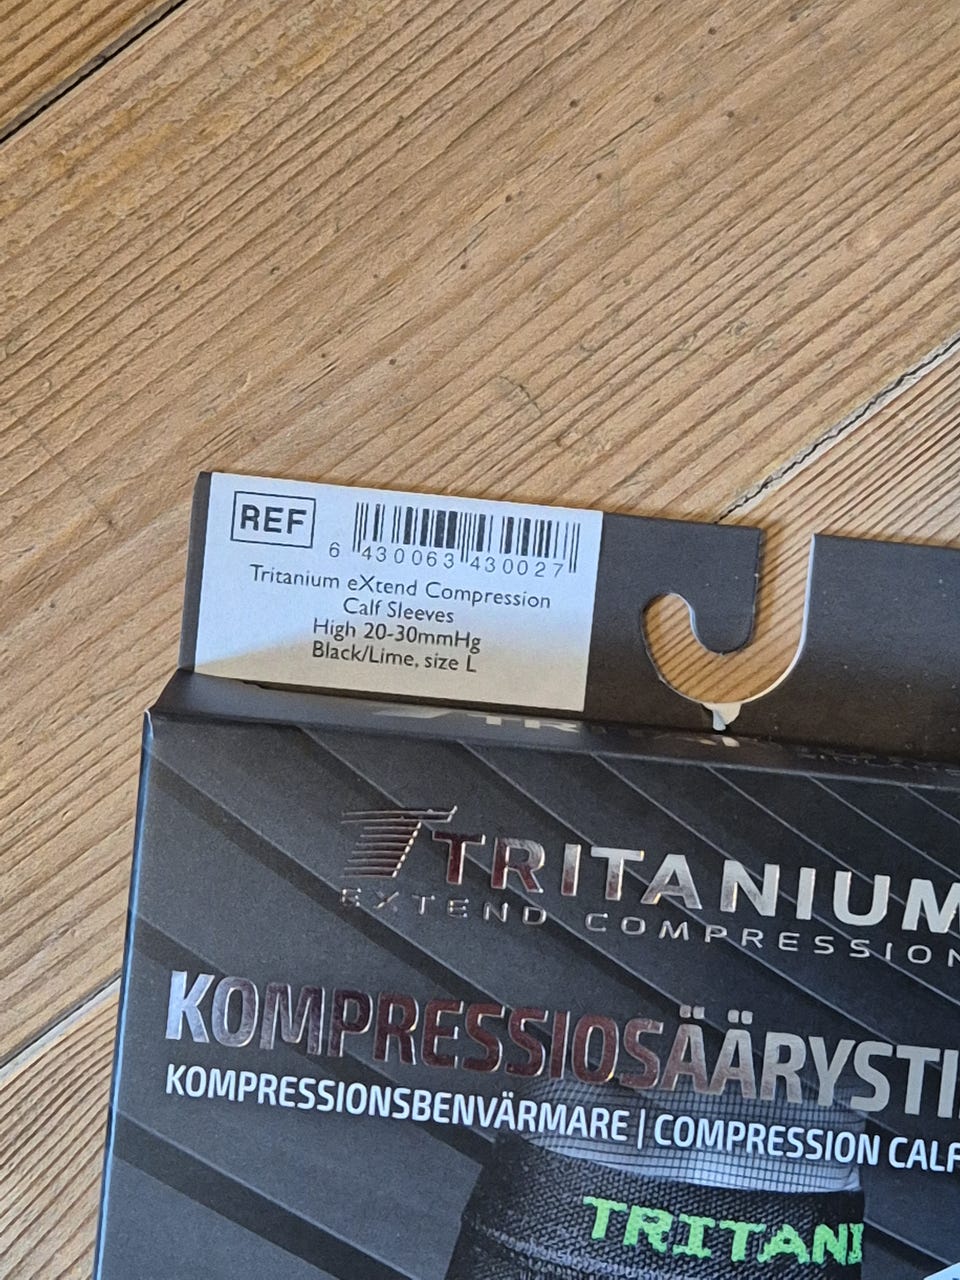 REF
6 430063 430027
Tritanium eXtend Compression
Calf Sleeves
High 20-30mmHg
Black/Lime, size L
TRITANIUM
EXTEND COMPRESSION
KOMPRESSIOSÄÄRYSTI
KOMPRESSIONSBENVÄRMARE | COMPRESSION CALF
TRITANI